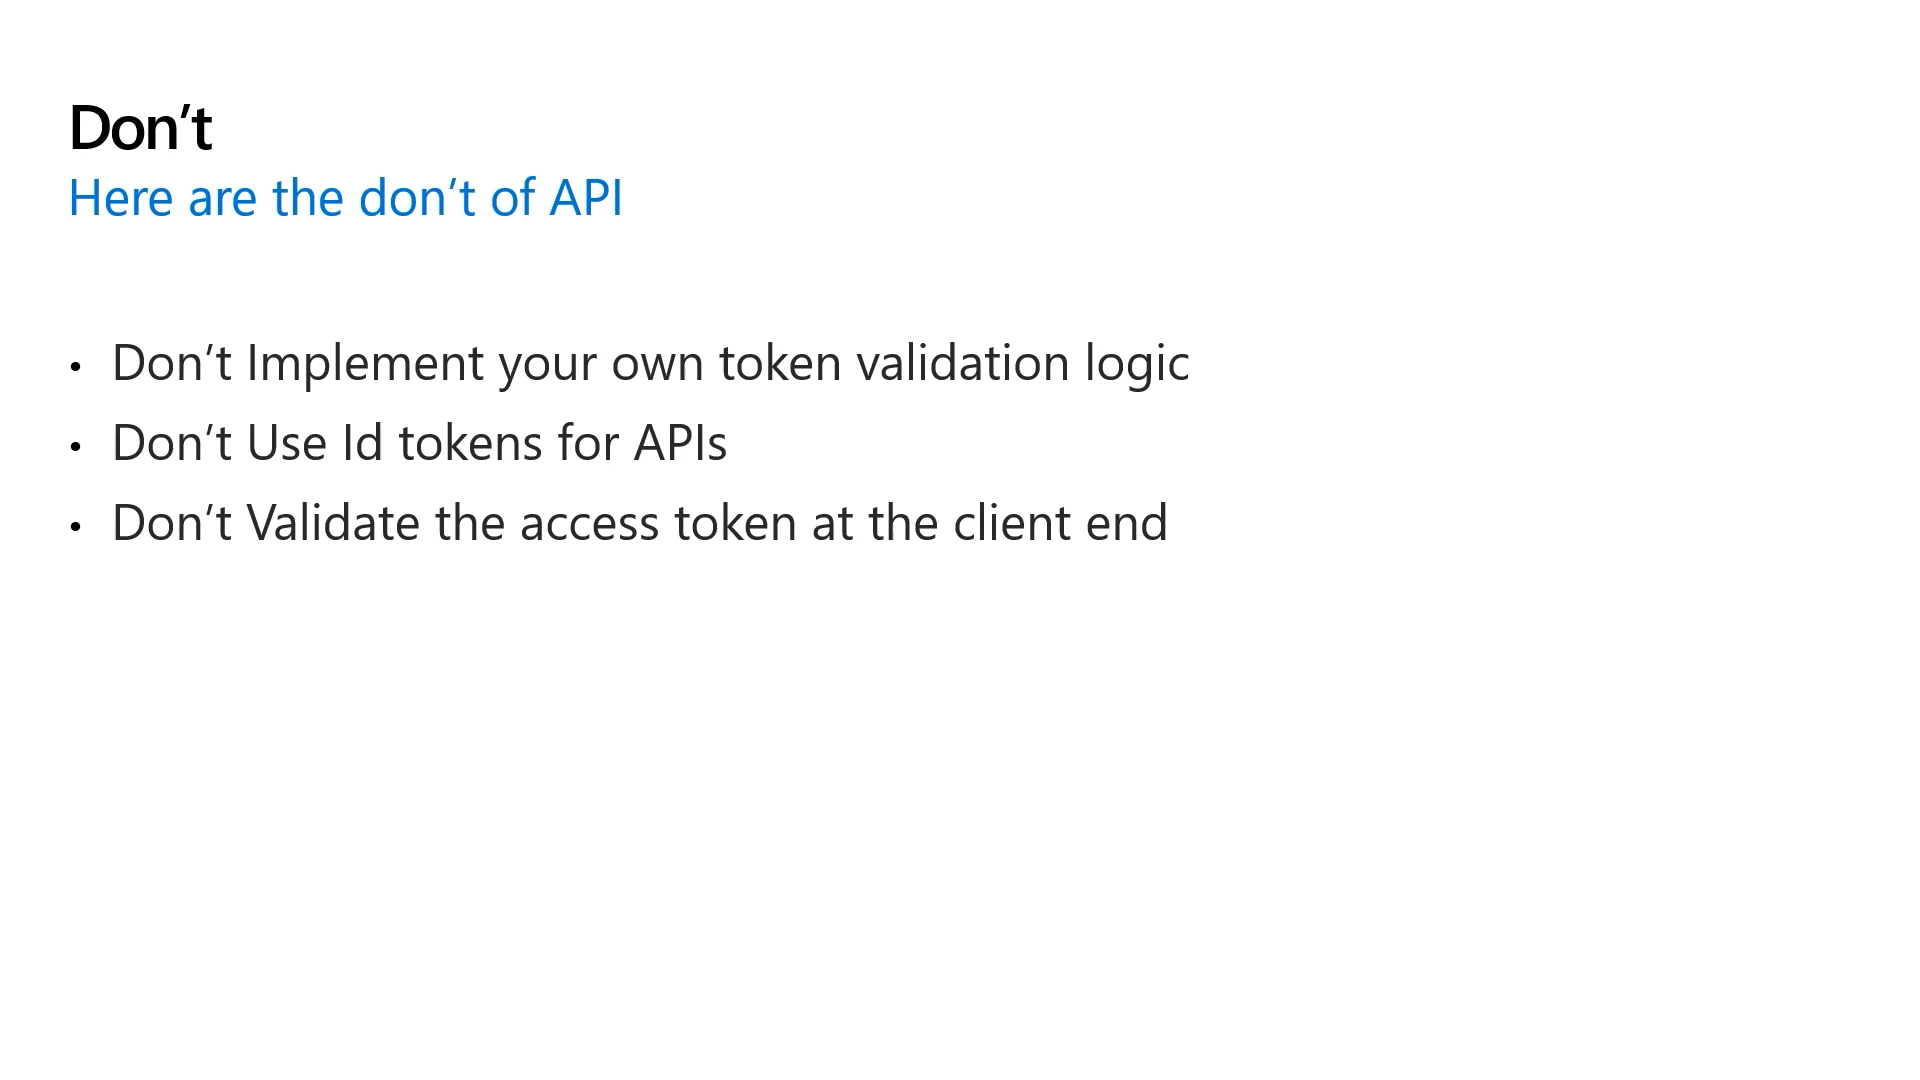 Don’t
Here are the don’t of API
• Don’t Implement your own token validation logic
• Don’t Use Id tokens for APIs
• Don’t Validate the access token at the client end